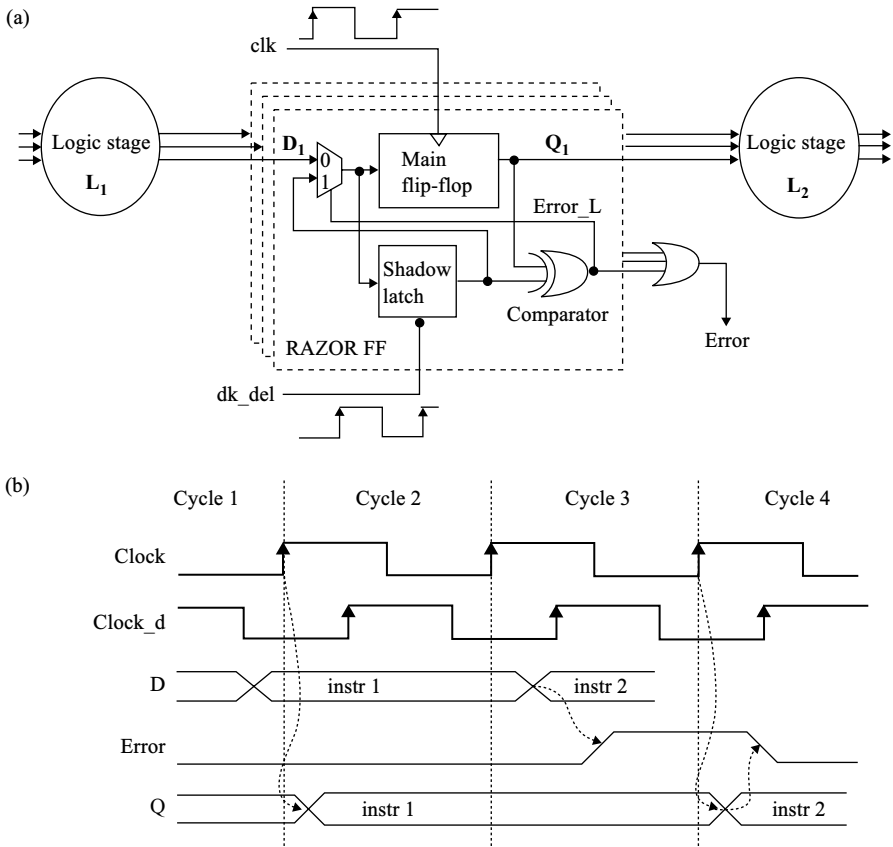 (a)
clk
Logic stage
L1
D1
0
1
Main
flip-flop
Q1
Logic stage
L2
Error_L
Shadow
latch
Comparator
RAZOR FF
Error
dk_del
(b)
Cycle 1 Cycle 2 Cycle 3 Cycle 4
Clock
Clock_d
D instr 1 instr 2
Error
Q instr 1 instr 2